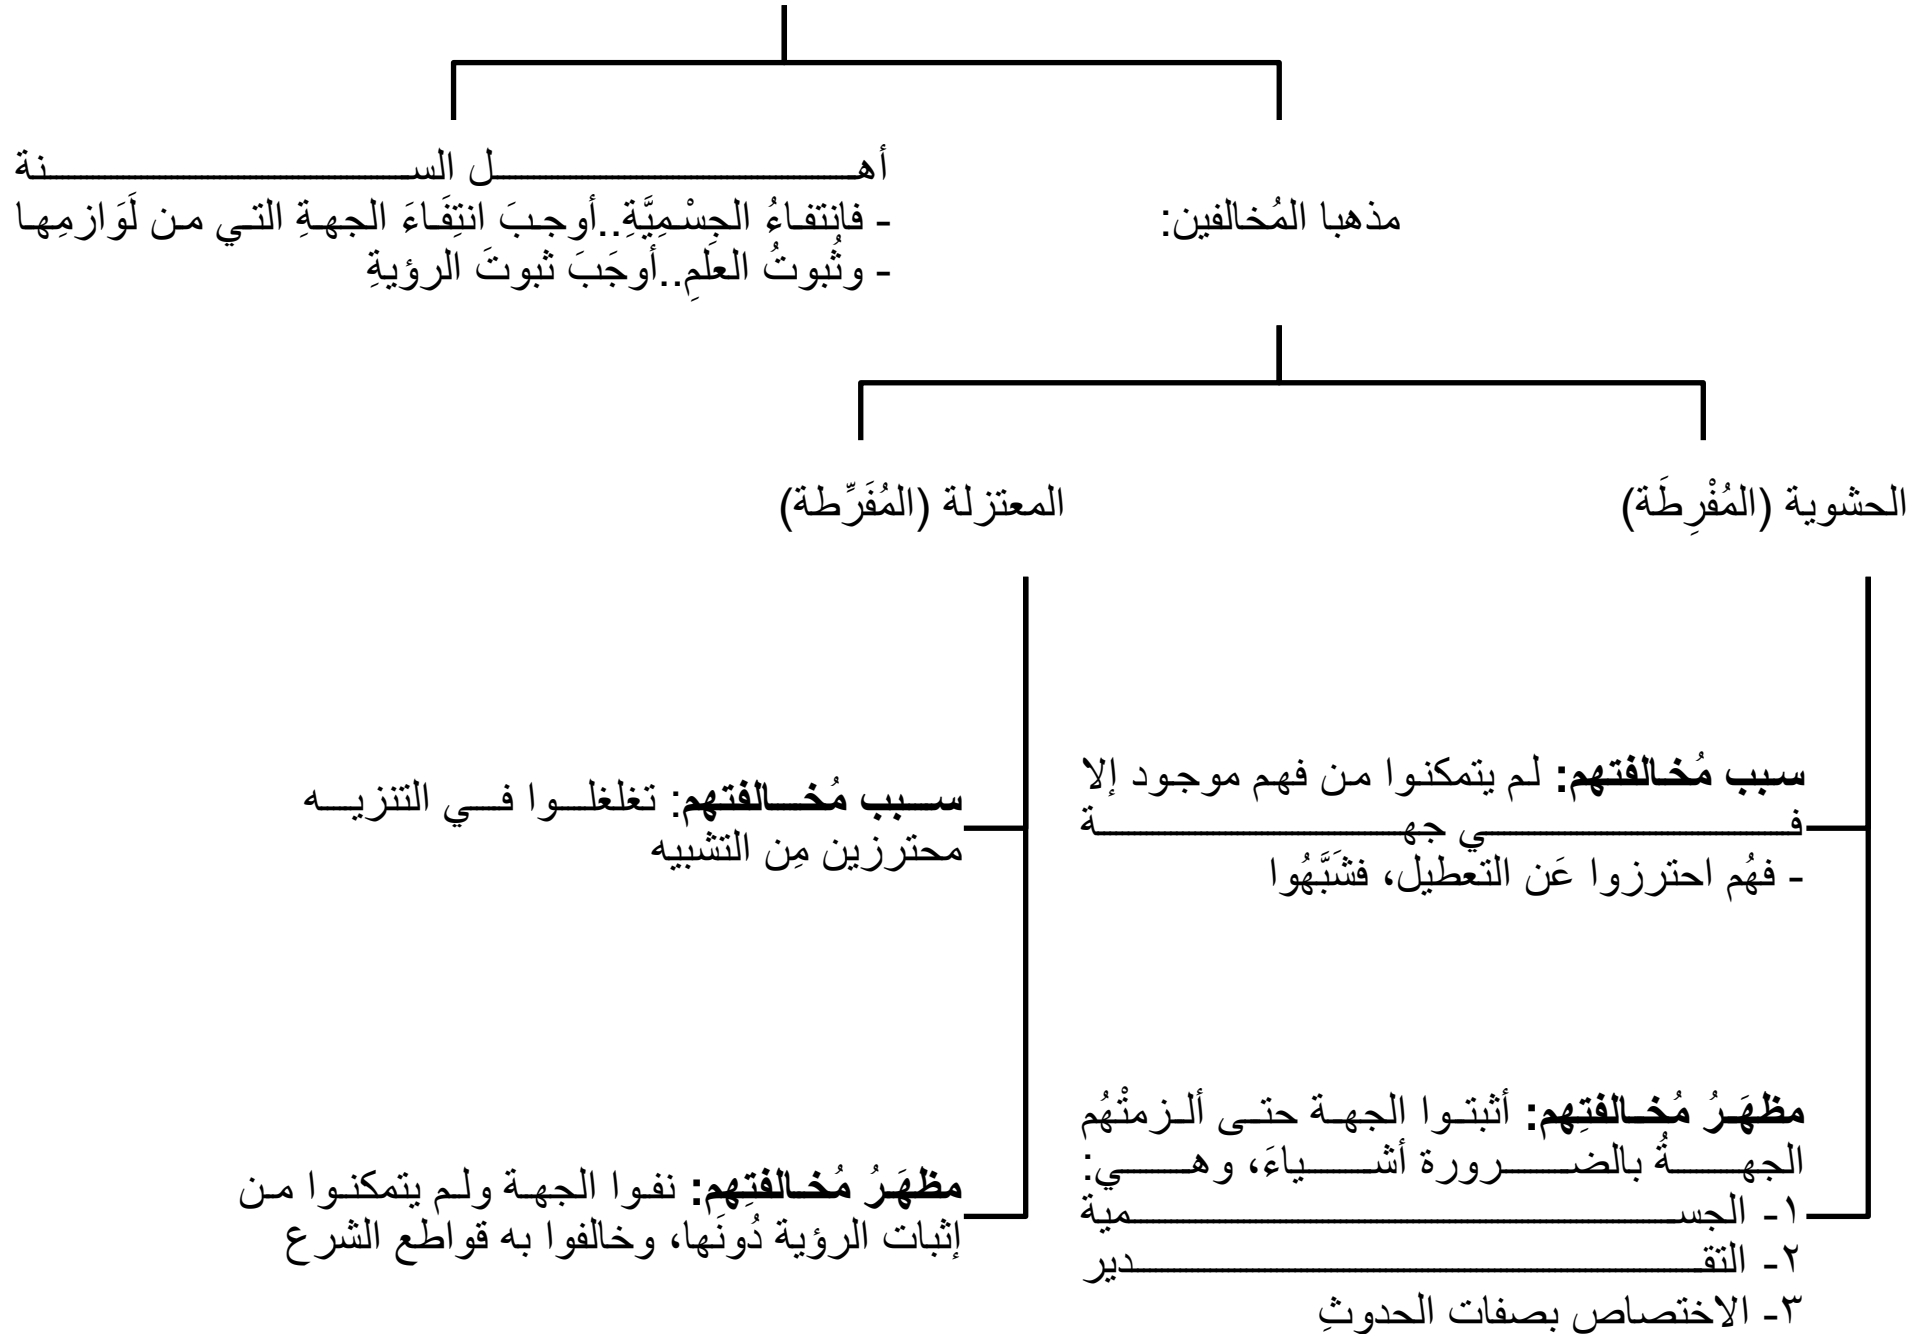 أهل السنة
- فانتفاءُ الجِسْمِيَّةِ..أوجبَ انتِفَاءَ الجهةِ التي من لَوَازمِها
- وثُبوتُ العلمِ..أوجَبَ ثبوتَ الرؤيةِ
مذهبا المُخالفين:
الحشوية (المُفْرِطَة)
المعتزلة (المُفَرِّطة)
سبب مُخالفتهم: لم يتمكنوا من فهم موجود إلا
في جهة
- فهُم احترزوا عَن التعطيل، فشَبَّهُوا
مظهَرُ مُخالفتِهم: أثبتوا الجهة حتى ألزمتْهُم
الجهةُ بالضرورة أشياءَ، وهي:
١- الجسمية
٢- التقدير
٣- الاختصاص بصفات الحدوثِ
سبب مُخالفتهم: تغلغلوا في التنزيه
محترزين مِن التشبيه
مظهَرُ مُخالفتِهم: نفوا الجهة ولم يتمكنوا من
إثبات الرؤية دُونَها، وخالفوا به قواطع الشرع